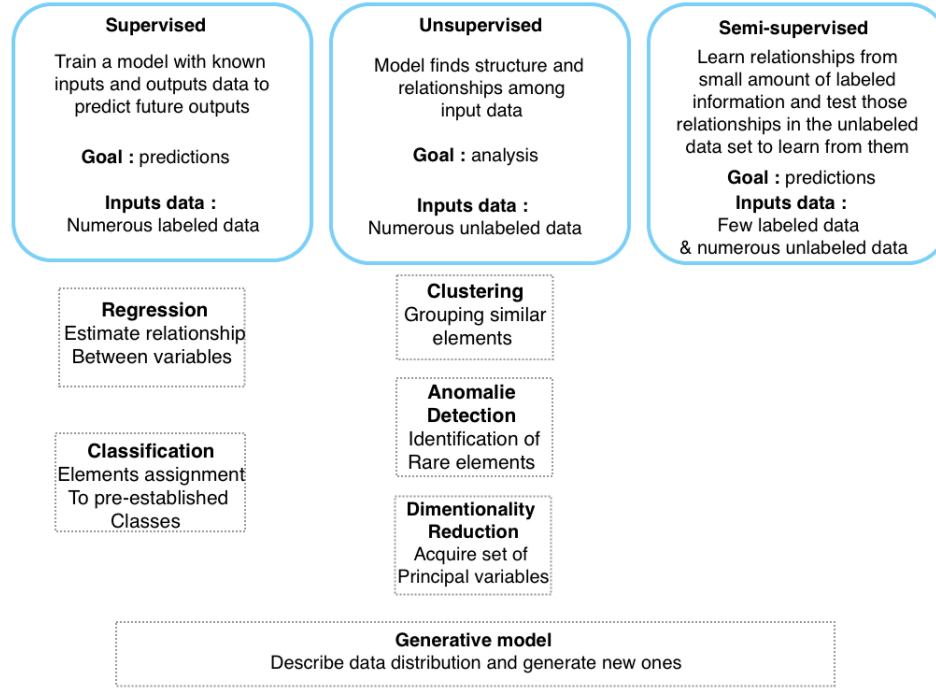 Supervised
Train a model with known
inputs and outputs data to
predict future outputs
Goal : predictions
Inputs data :
Numerous labeled data
Unsupervised
Model finds structure and
relationships among
input data
Goal : analysis
Inputs data :
Numerous unlabeled data
Semi-supervised
Learn relationships from
small amount of labeled
information and test those
relationships in the unlabeled
data set to learn from them
Goal : predictions
Inputs data :
Few labeled data
& numerous unlabeled data
Regression
Estimate relationship
Between variables
Classification
Elements assignment
To pre-established
Classes
Clustering
Grouping similar
elements
Anomalie
Detection
Identification of
Rare elements
Dimentionality
Reduction
Acquire set of
Principal variables
Generative model
Describe data distribution and generate new ones